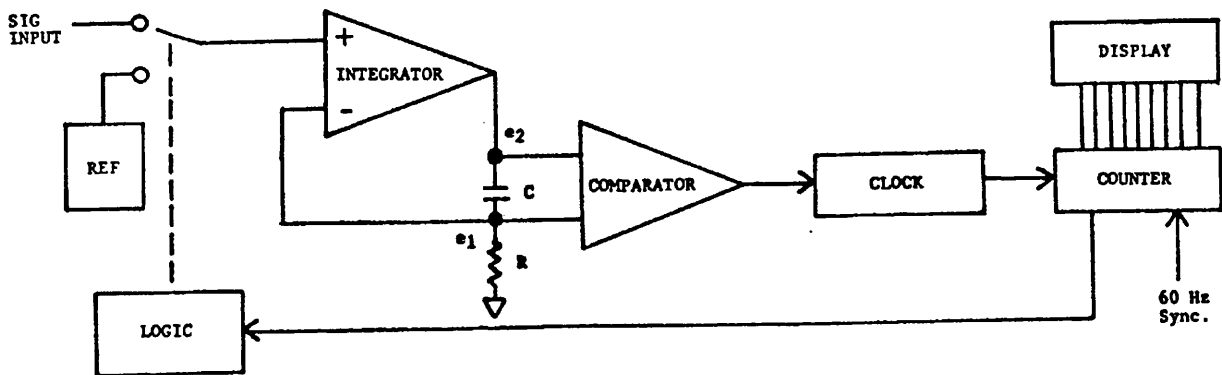 SIG
INPUT
+
INTEGRATOR
-
DISPLAY
REF
e2
COMPARATOR
CLOCK
COUNTER
C
e1
R
LOGIC
60 Hz
Sync.